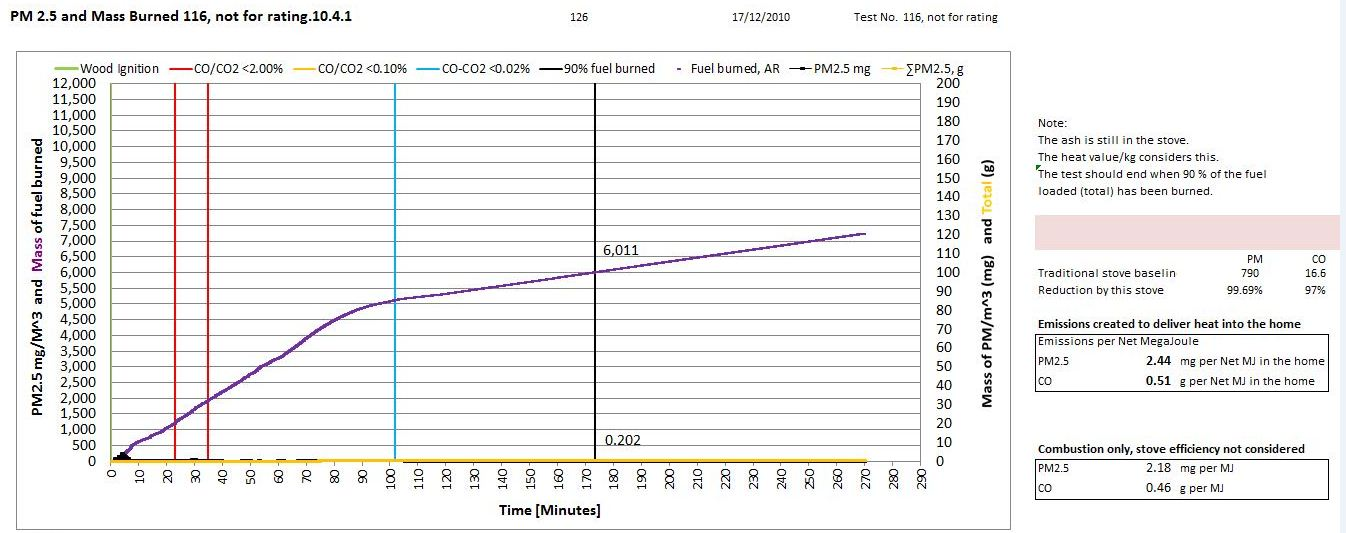 PM 2.5 and Mass Burned 116, not for rating.10.4.1 126 17/12/2010 Test No. 116, not for rating
Wood Ignition CO/CO2 <2.00% CO/CO2 <0.10% CO-CO2 <0.02% 90% fuel burned Fuel burned, AR PM2.5 mg ∑PM2.5, g
PM2.5 mg/M^3 and Mass of fuel burned
12,000
11,500
11,000
10,500
10,000
9,500
9,000
8,500
8,000
7,500
7,000
6,500
6,000
5,500
5,000
4,500
4,000
3,500
3,000
2,500
2,000
1,500
1,000
500
0
6,011
0.202
200
190
180
170
160
150
140
130
120
110
100
90
80
70
60
50
40
30
20
10
0
Mass of PM/m^3 (mg) and Total (g)
0 10 20 30 40 50 60 70 80 90 100 110 120 130 140 150 160 170 180 190 200 210 220 230 240 250 260 270 280 290
Time [Minutes]
Note:
The ash is still in the stove.
The heat value/kg considers this.
The test should end when 90 % of the fuel
loaded (total) has been burned.
PM CO
Traditional stove baselin 790 16.6
Reduction by this stove 99.69% 97%
Emissions created to deliver heat into the home
Emissions per Net MegaJoule
PM2.5 2.44 mg per Net MJ in the home
CO 0.51 g per Net MJ in the home
Combustion only, stove efficiency not considered
PM2.5 2.18 mg per MJ
CO 0.46 g per MJ